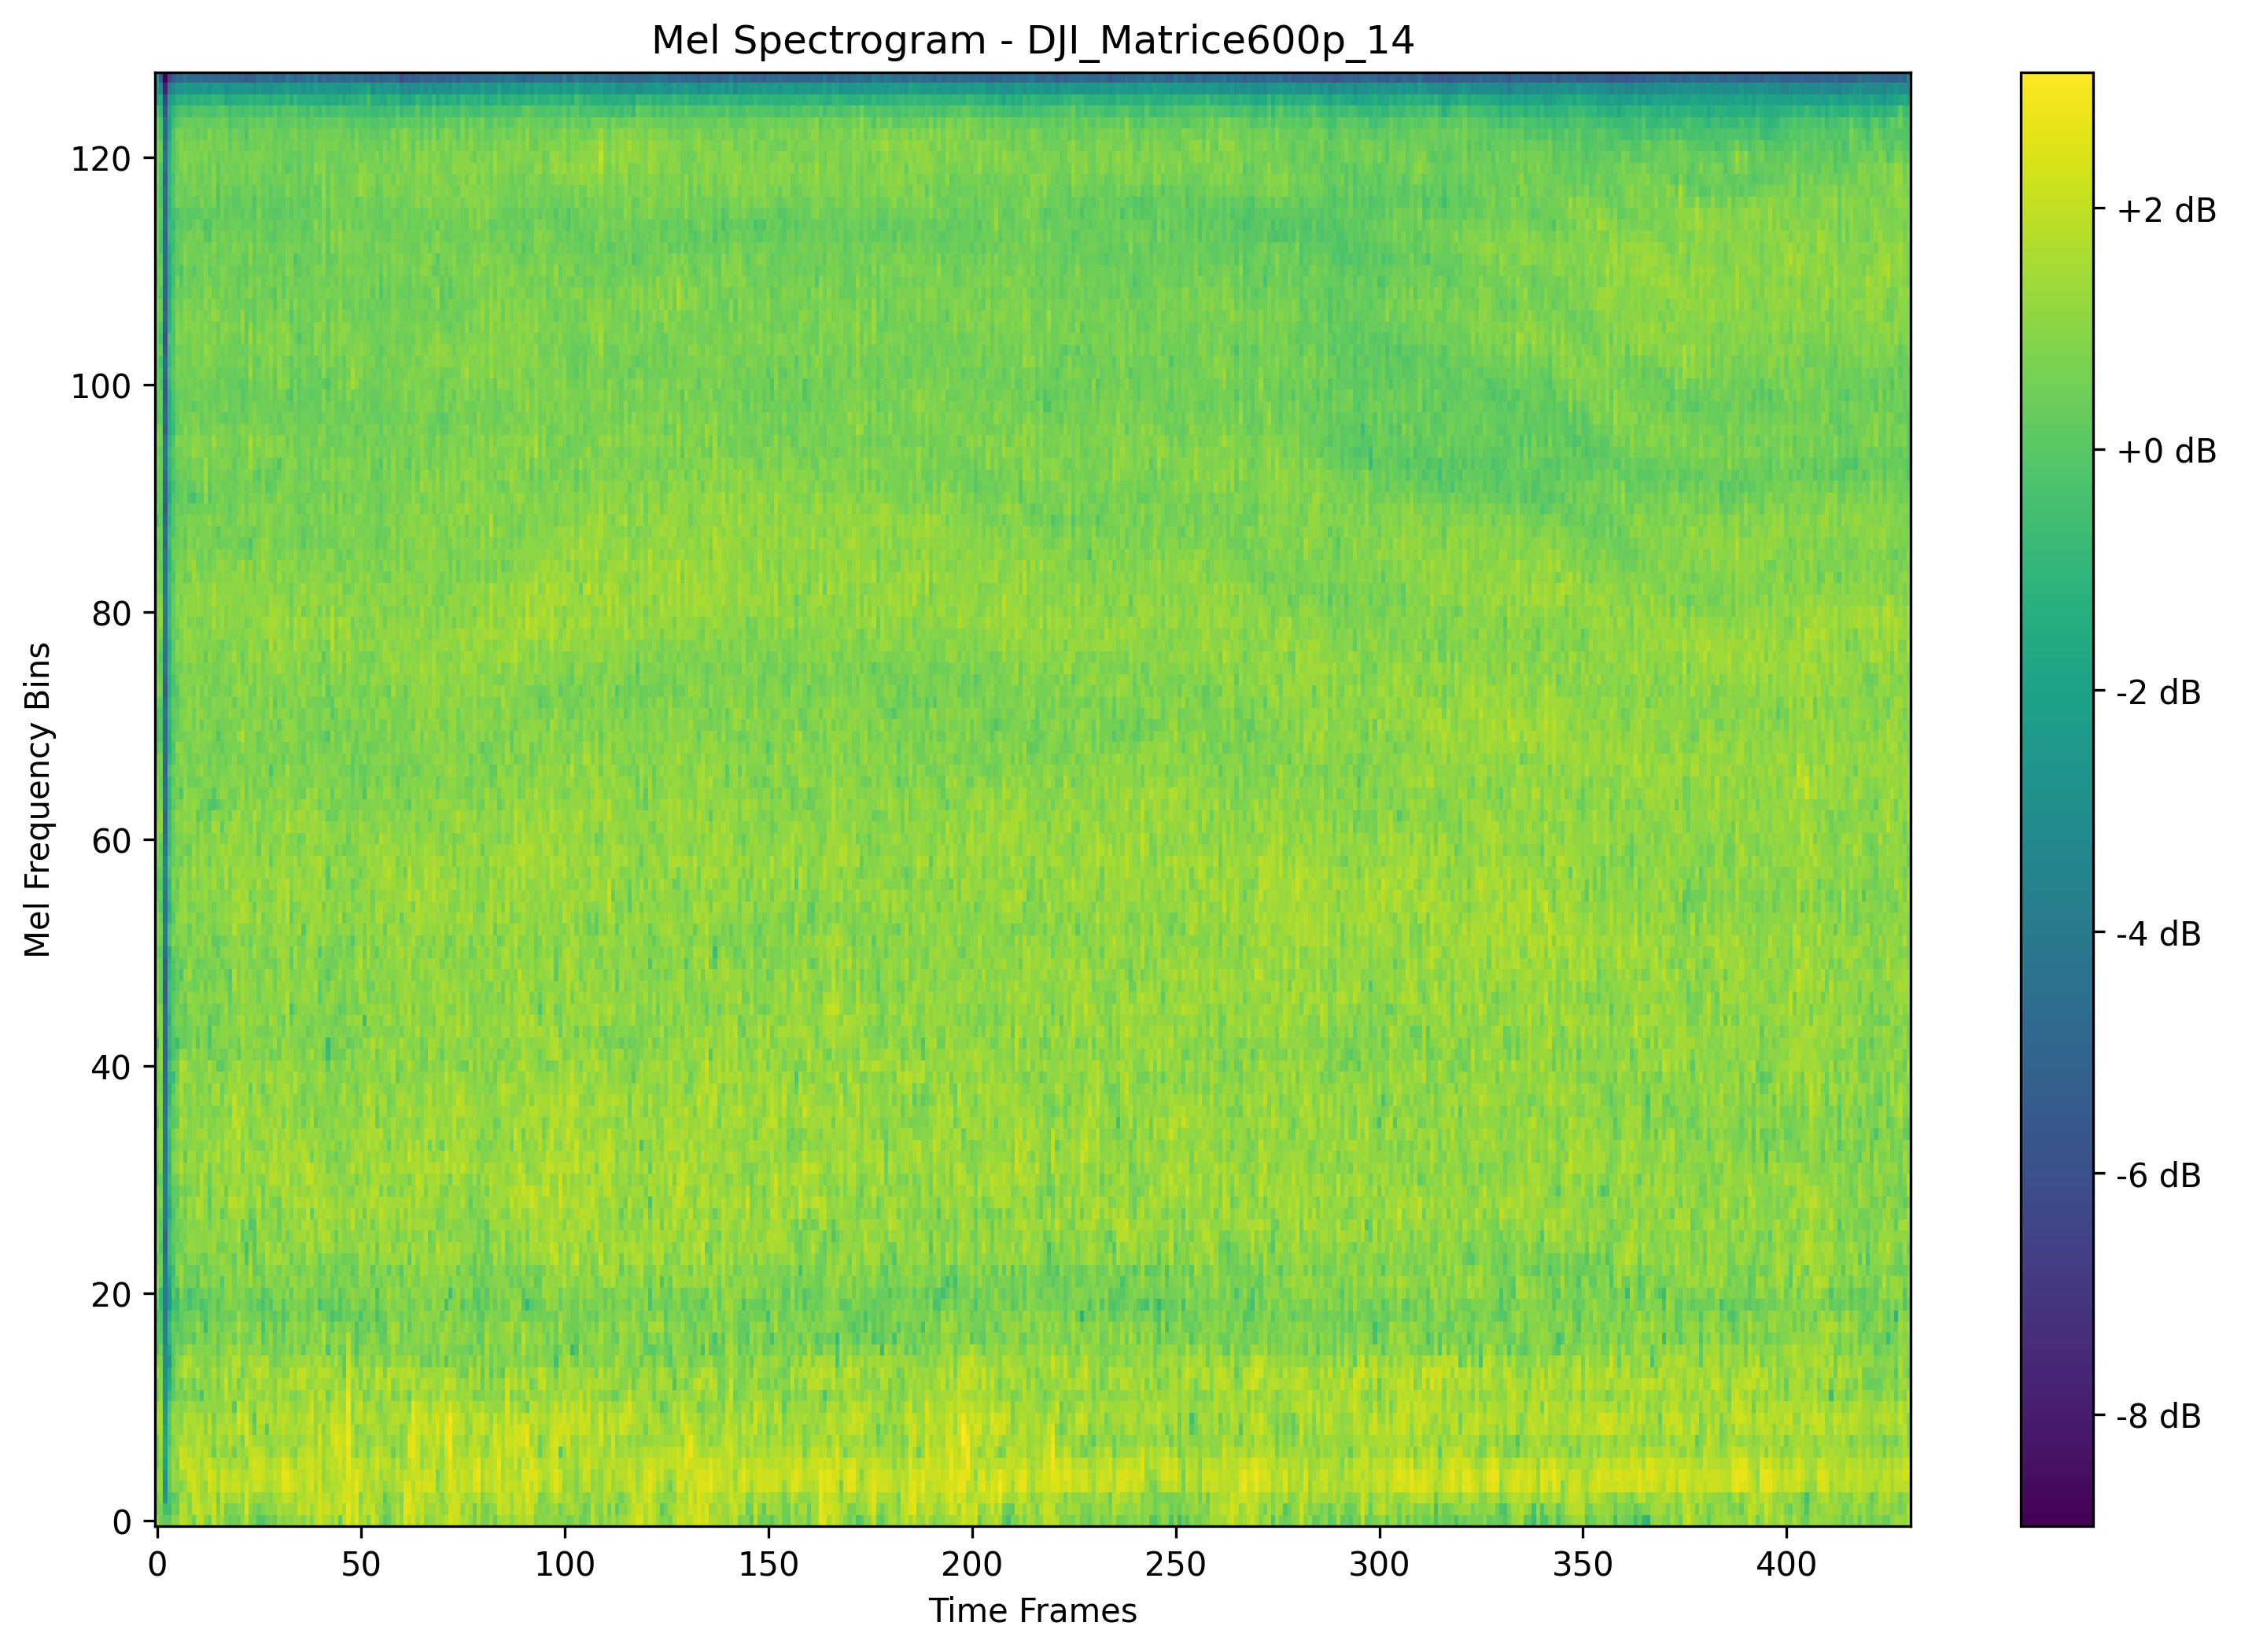 Mel Spectrogram - DJI_Matrice600p_14
120
100
80
60
40
20
0
Mel Frequency Bins
0 50 100 150 200 250 300 350 400
Time Frames
+2 dB
+0 dB
-2 dB
-4 dB
-6 dB
-8 dB